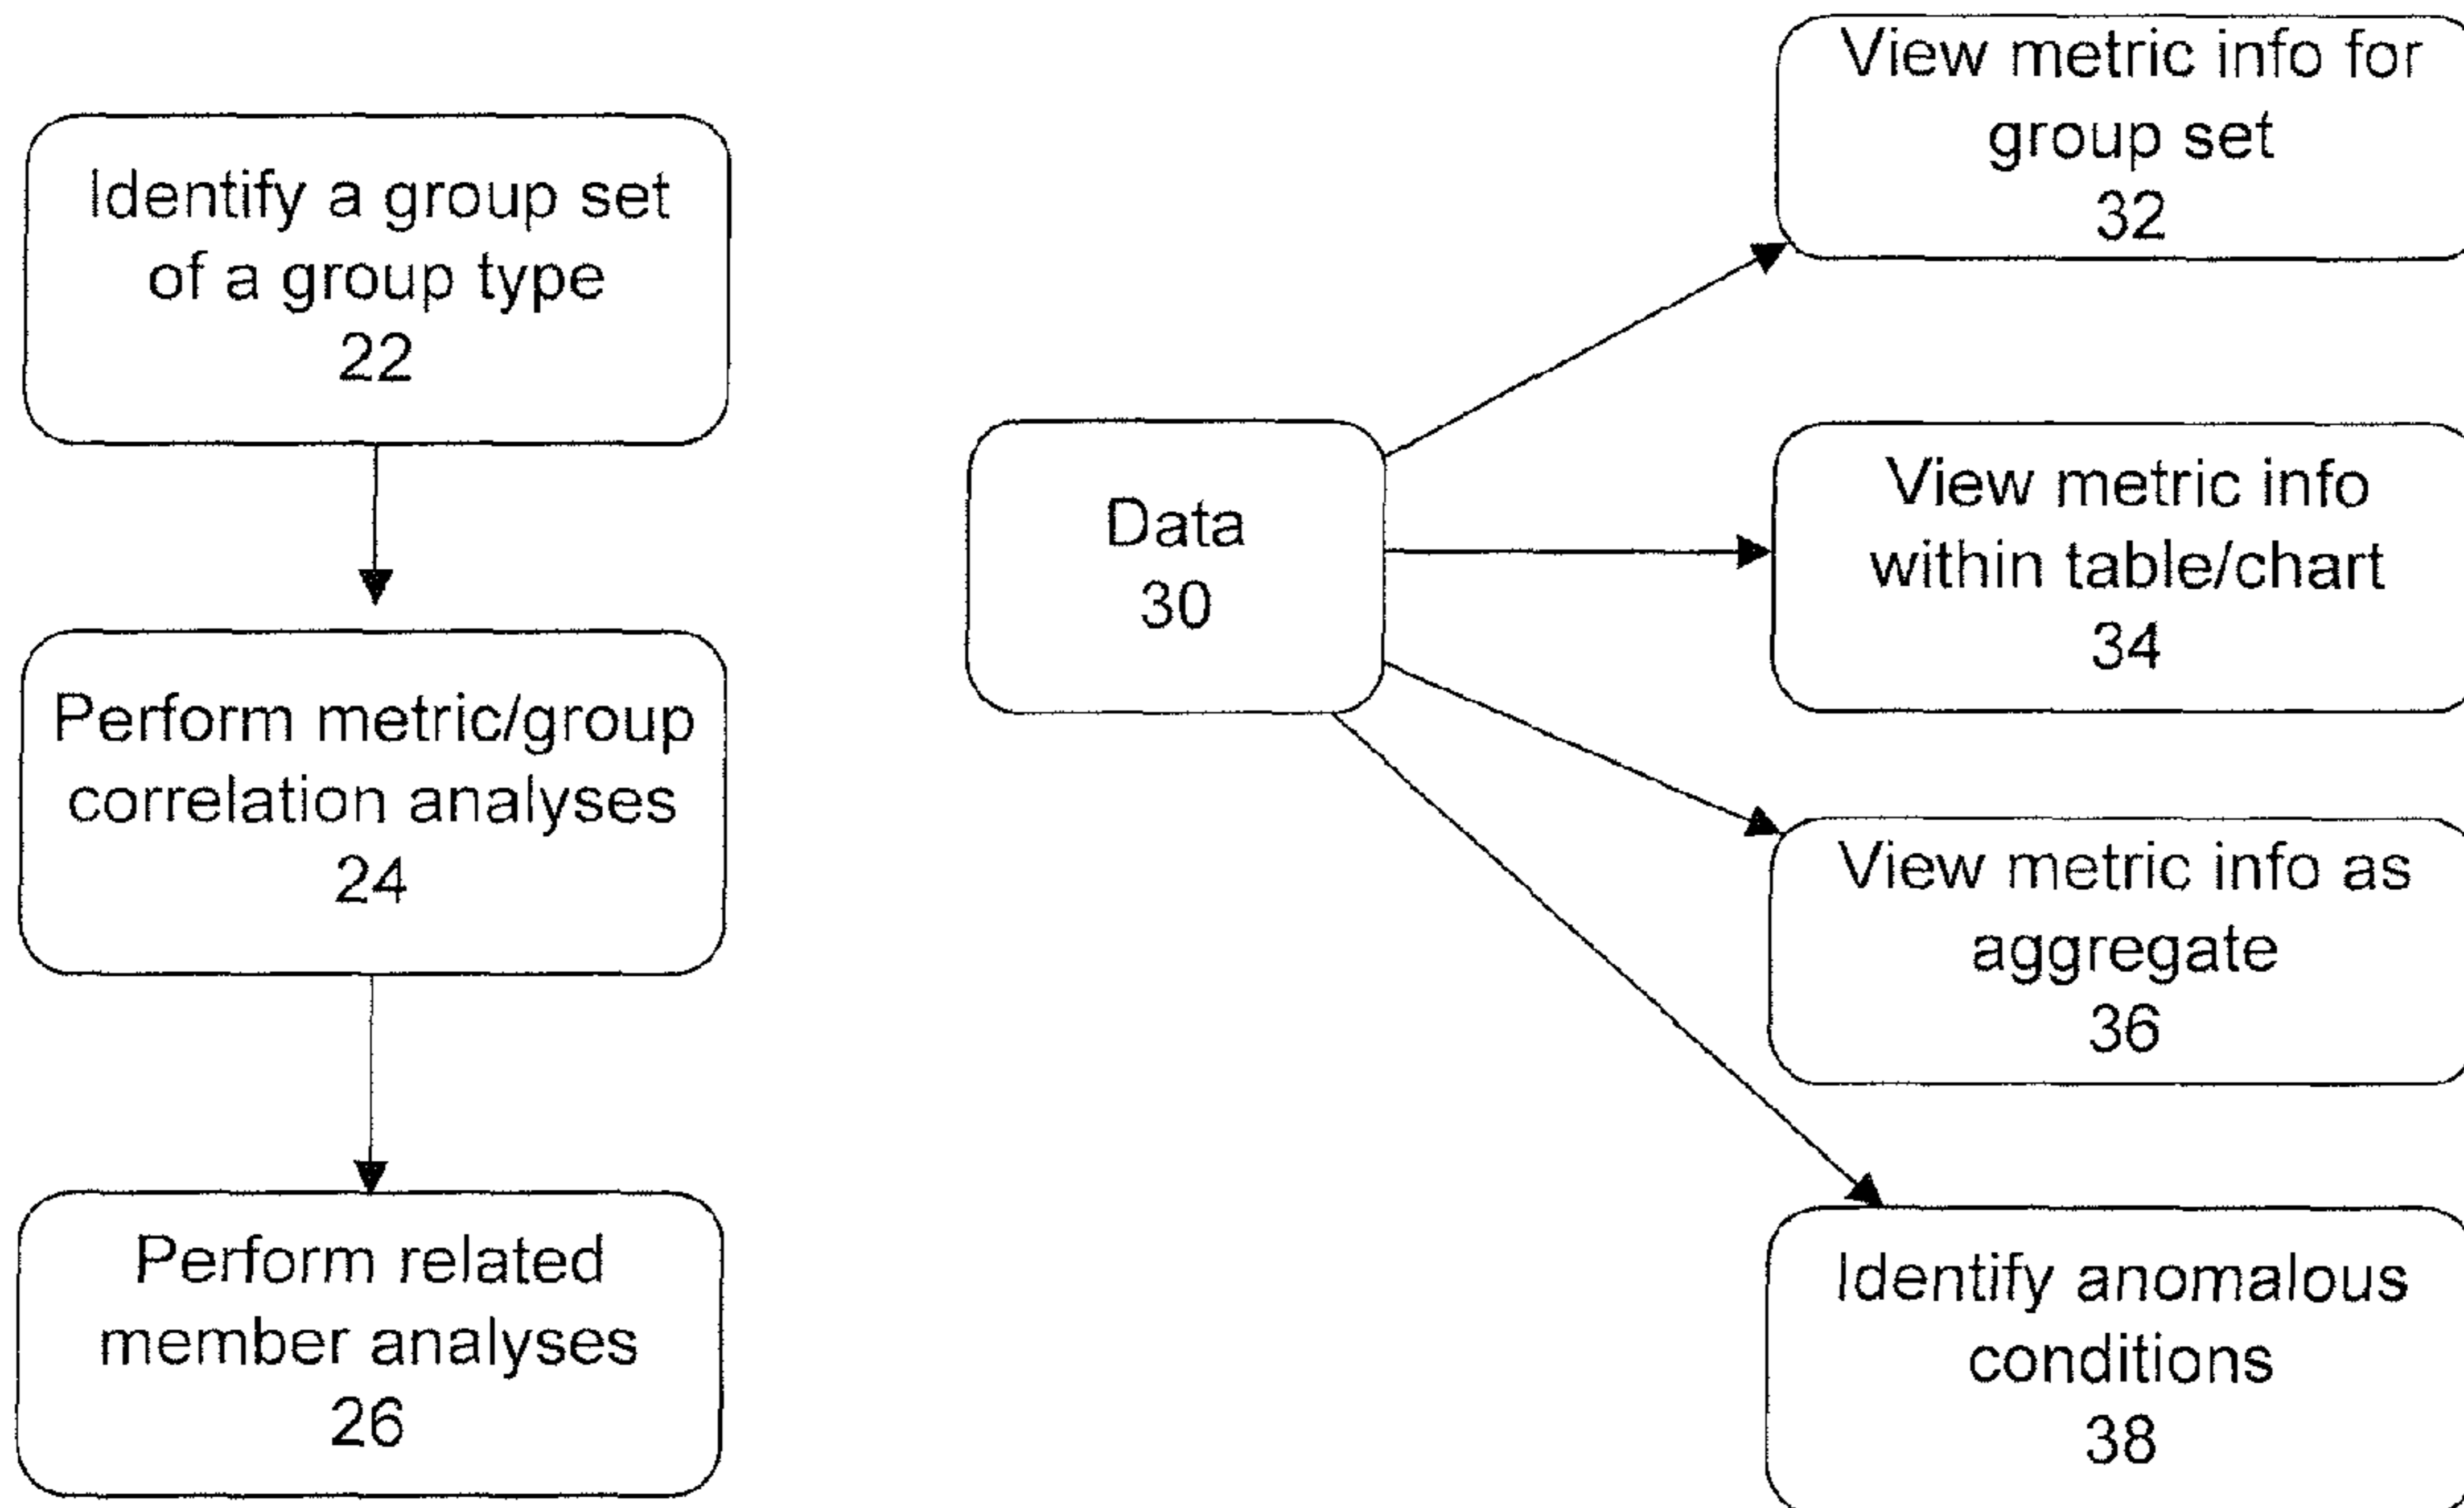 Identify a group set
of a group type
22
Perform metric/group
correlation analyses
24
Perform related
member analyses
26
Data
30
View metric info for
group set
32
View metric info
within table/chart
34
View metric info as
aggregate
36
Identify anomalous
conditions
38